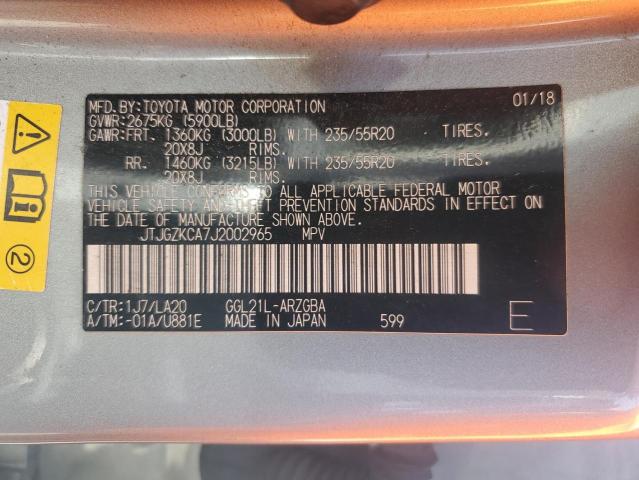 MFD. BY: TOYOTA MOTOR CORPORATION 01/18
GVWR: 2675KG (5900LB)
GAWR: FRT. 1360KG (3000LB) WITH 235/55R20 TIRES.
20X8J RIMS.
RR. 1460KG (3215LB) WITH 235/55R20 TIRES.
20X8J RIMS.
THIS VEHICLE CONFORMS TO ALL APPLICABLE FEDERAL MOTOR
VEHICLE SAFETY AND THEFT PREVENTION STANDARDS IN EFFECT
ON THE DATE OF MANUFACTURE SHOWN ABOVE.
JTJGZKCA7J2002965 MPV
C/TR: 1J7/LA20 GGL21L-ARZGBA
A/TM: -01A/U881E MADE IN JAPAN 599 E
2